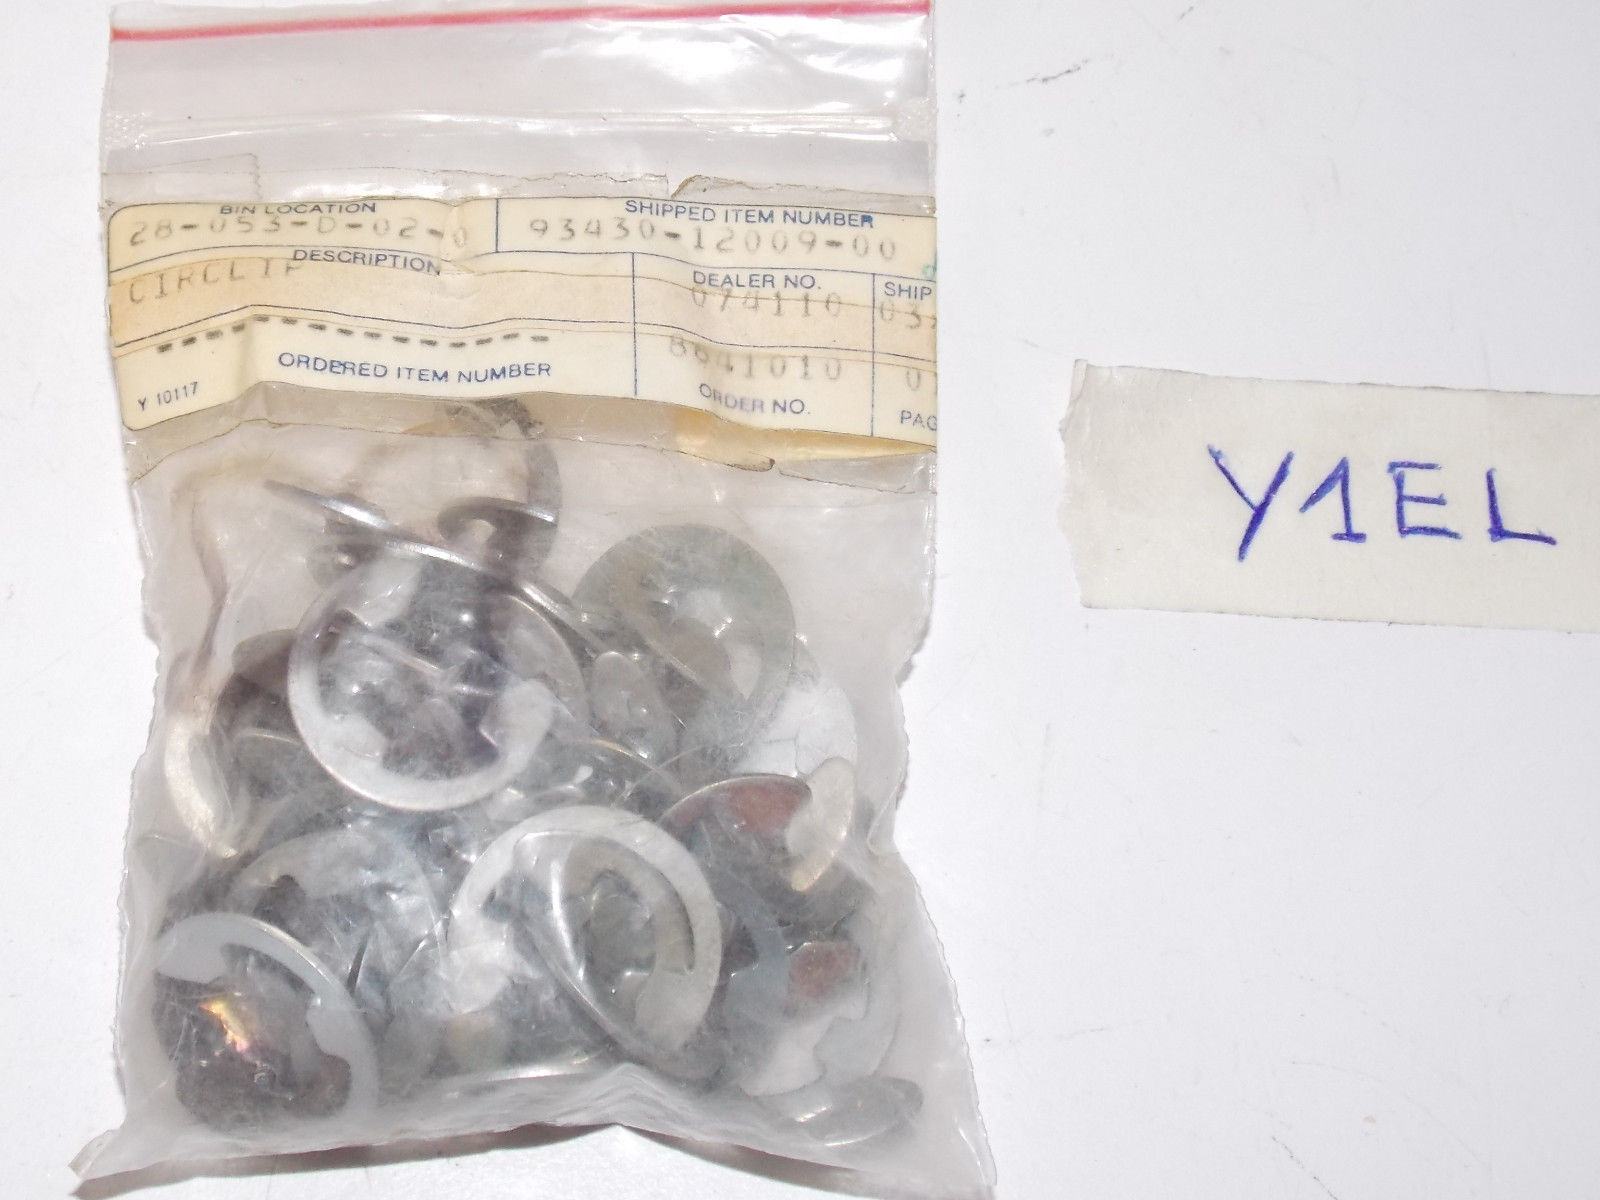 BIN LOCATION
28-053-D-02-0
SHIPPED ITEM NUMBER
93430-12009-00
DESCRIPTION
CIRCLIP
DEALER NO.
074110
SHIP
ORDERED ITEM NUMBER
Y 10117
8641010
ORDER NO.
PAG
Y1EL